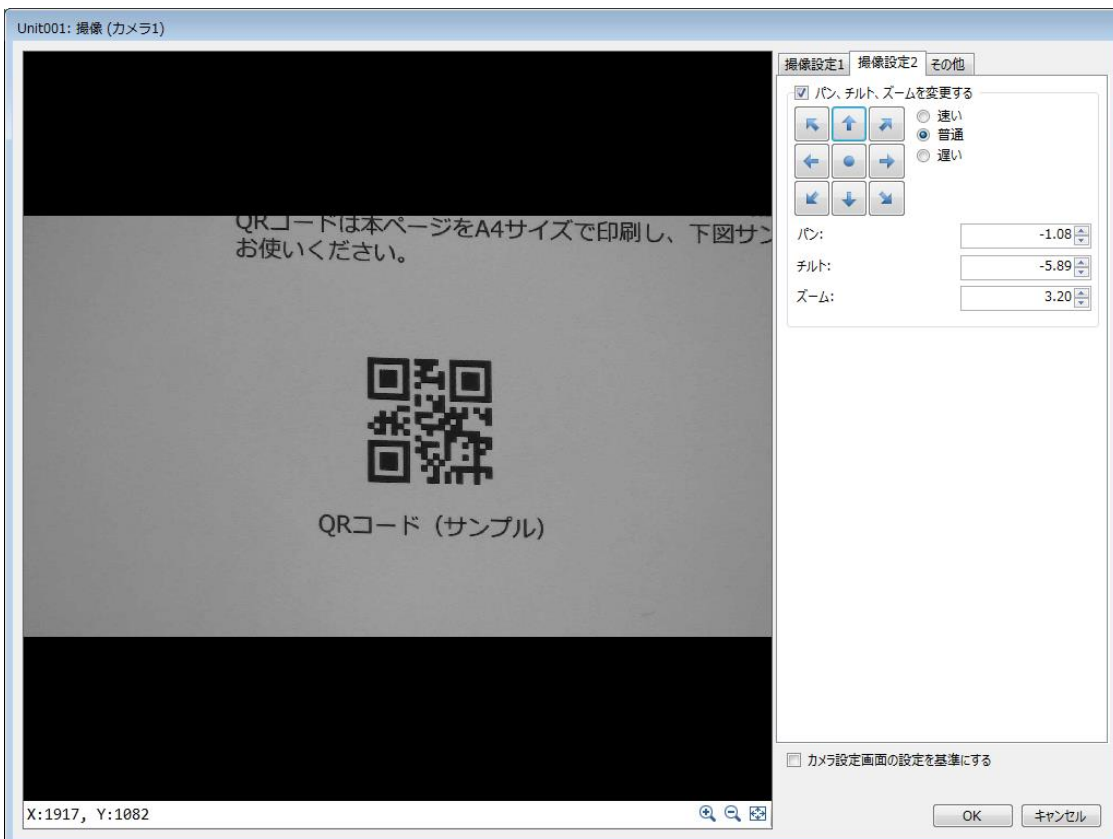 Unit001: 撮像 (カメラ1)
撮像設定1 撮像設定2 その他
パン、チルト、ズームを変更する
速い
普通
遅い
パン: -1.08
チルト: -5.89
ズーム: 3.20
QRコードは本ページをA4サイズで印刷し、下図サン
お使いください。
QRコード（サンプル）
カメラ設定画面の設定を基準にする
X:1917, Y:1082
OK キャンセル